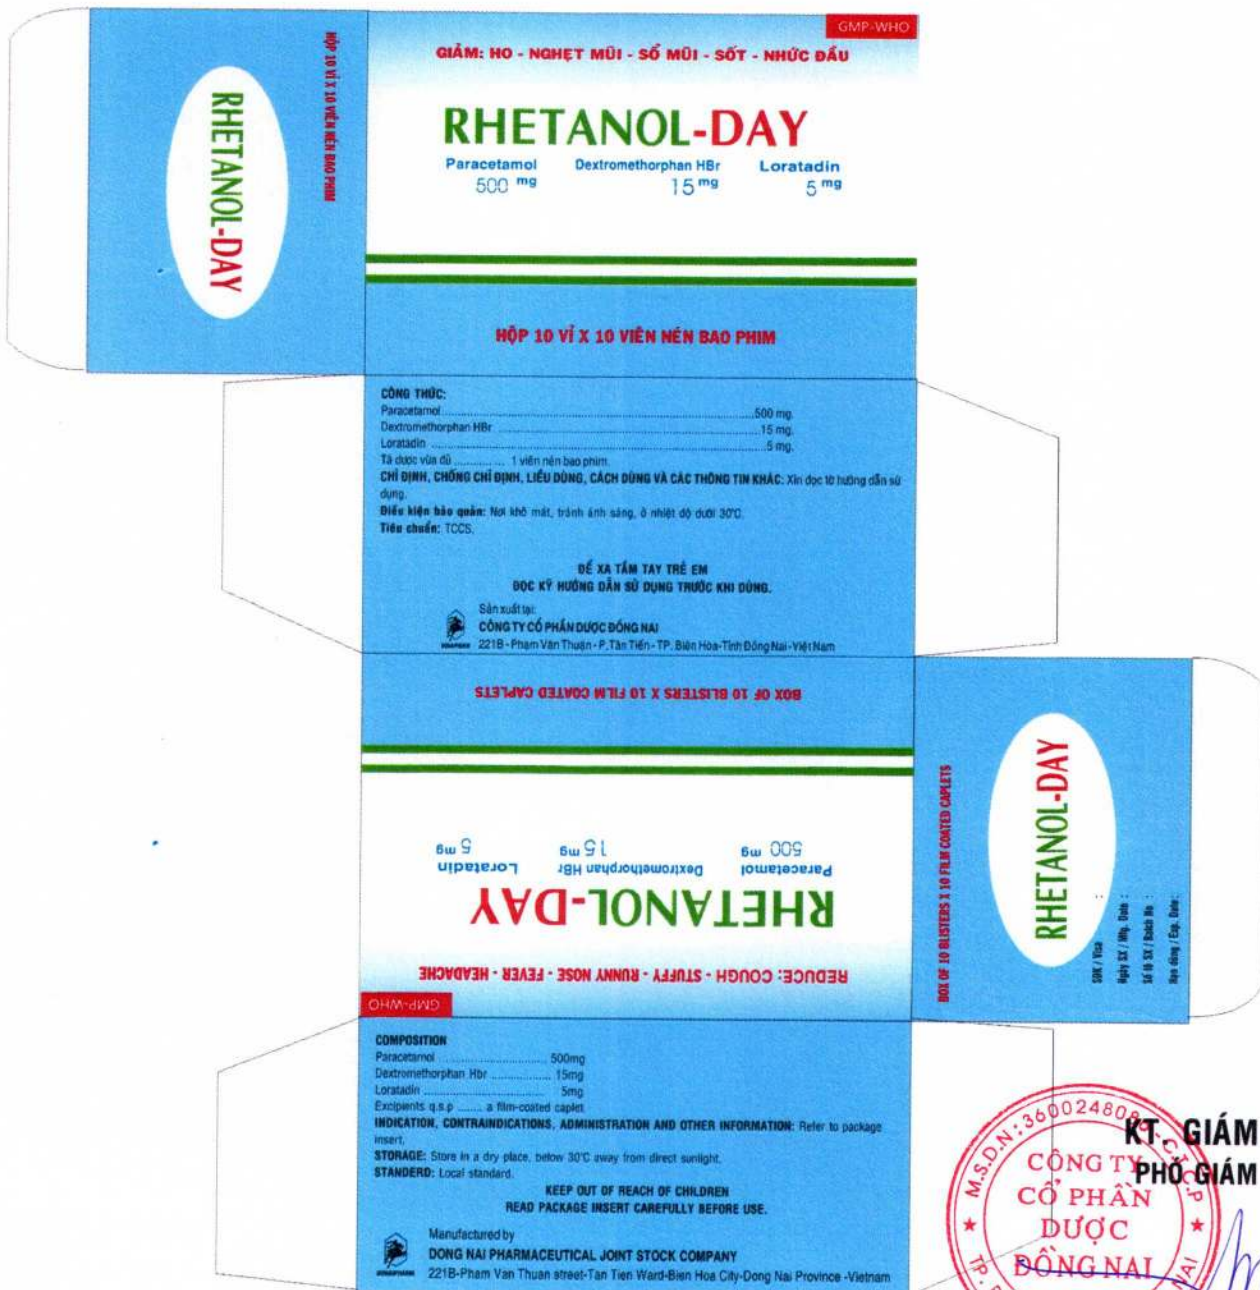 GMP-WHO
GIẢM: HO - NGHẸT MŨI - SỔ MŨI - SỐT - NHỨC ĐẦU
RHETANOL-DAY
Paracetamol Dextromethorphan HBr Loratadin
500 mg 15 mg 5 mg
HỘP 10 VỈ X 10 VIÊN NÉN BAO PHIM
RHETANOL-DAY
HỘP 10 VỈ X 10 VIÊN NÉN BAO PHIM
CÔNG THỨC:
Paracetamol ........ 500 mg.
Dextromethorphan HBr ........ 15 mg.
Loratadin ........ 5 mg.
Tá dược vừa đủ ........ 1 viên nén bao phim.
CHỈ ĐỊNH, CHỐNG CHỈ ĐỊNH, LIỀU DÙNG, CÁCH DÙNG VÀ CÁC THÔNG TIN KHÁC: Xin đọc tờ hướng dẫn sử
dụng.
Điều kiện bảo quản: Nơi khô mát, tránh ánh sáng, ở nhiệt độ dưới 30°C.
Tiêu chuẩn: TCCS.
ĐỂ XA TẦM TAY TRẺ EM
ĐỌC KỸ HƯỚNG DẪN SỬ DỤNG TRƯỚC KHI DÙNG.
Sản xuất tại:
CÔNG TY CỔ PHẦN DƯỢC ĐỒNG NAI
221B - Phạm Văn Thuận - P.Tân Tiến - TP. Biên Hòa-Tỉnh Đồng Nai -Việt Nam
BOX OF 10 BLISTERS X 10 FILM COATED CAPLETS
REDUCE: COUGH - STUFFY - RUNNY NOSE - FEVER - HEADACHE
GMP-WHO
RHETANOL-DAY
Paracetamol Dextromethorphan HBr Loratadin
500 mg 15 mg 5 mg
BOX OF 10 BLISTERS X 10 FILM COATED CAPLETS
RHETANOL-DAY
SĐK / Visa :
Ngày SX / Mfg. Date :
Số lô SX / Batch No :
Hạn dùng / Exp. Date :
COMPOSITION
Paracetamol ........ 500mg
Dextromethorphan Hbr ........ 15mg
Loratadin ........ 5mg
Excipients q.s.p ........ a film-coated caplet
INDICATION, CONTRAINDICATIONS, ADMINISTRATION AND OTHER INFORMATION: Refer to package
insert.
STORAGE: Store in a dry place, below 30°C away from direct sunlight.
STANDERD: Local standard.
KEEP OUT OF REACH OF CHILDREN
READ PACKAGE INSERT CAREFULLY BEFORE USE.
Manufactured by
DONG NAI PHARMACEUTICAL JOINT STOCK COMPANY
221B-Pham Van Thuan street-Tan Tien Ward-Bien Hoa City-Dong Nai Province -Vietnam
KT. GIÁM
PHÓ GIÁM
CÔNG TY
CỔ PHẦN
DƯỢC
ĐỒNG NAI